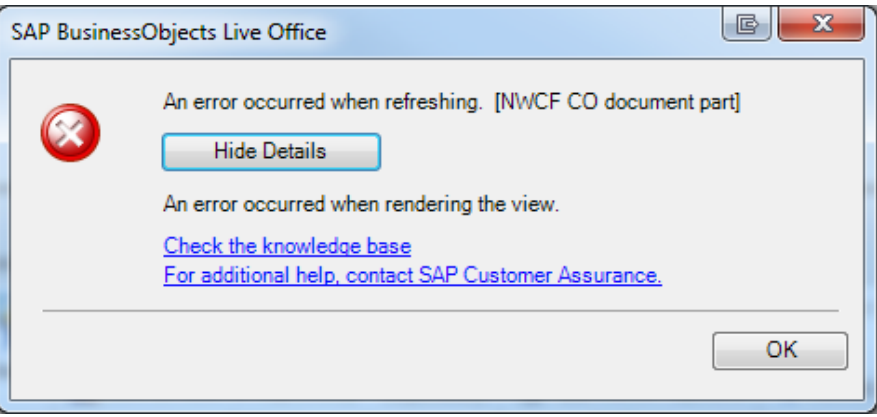 SAP BusinessObjects Live Office
An error occurred when refreshing. [NWCF CO document part]
Hide Details
An error occurred when rendering the view.
Check the knowledge base
For additional help, contact SAP Customer Assurance.
OK